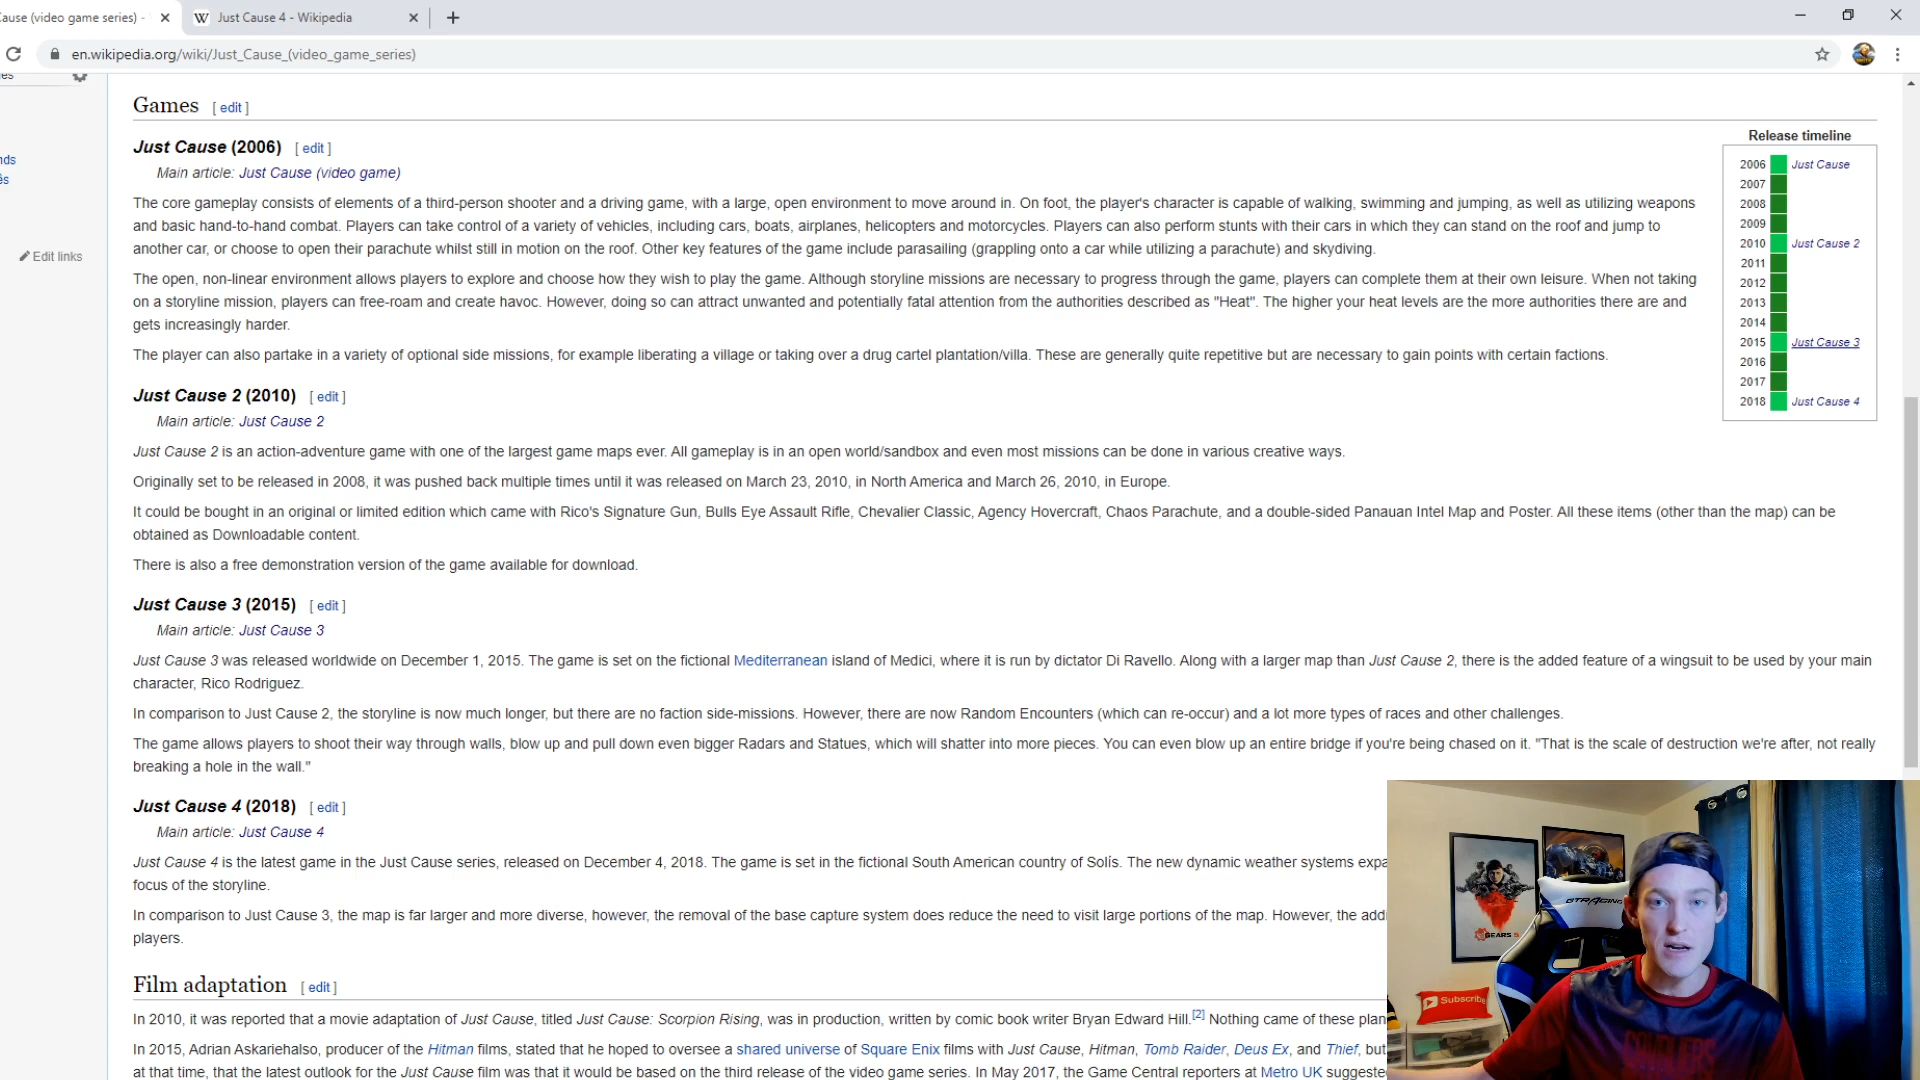 Cause (video game series) -
Just Cause 4 - Wikipedia
en.wikipedia.org/wiki/Just_Cause_(video_game_series)
Games [ edit ]
Just Cause (2006) [ edit ]
Main article: Just Cause (video game)
The core gameplay consists of elements of a third-person shooter and a driving game, with a large, open environment to move around in. On foot, the player's character is capable of walking, swimming and jumping, as well as utilizing weapons
and basic hand-to-hand combat. Players can take control of a variety of vehicles, including cars, boats, airplanes, helicopters and motorcycles. Players can also perform stunts with their cars in which they can stand on the roof and jump to
another car, or choose to open their parachute whilst still in motion on the roof. Other key features of the game include parasailing (grappling onto a car while utilizing a parachute) and skydiving.
The open, non-linear environment allows players to explore and choose how they wish to play the game. Although storyline missions are necessary to progress through the game, players can complete them at their own leisure. When not taking
on a storyline mission, players can free-roam and create havoc. However, doing so can attract unwanted and potentially fatal attention from the authorities described as "Heat". The higher your heat levels are the more authorities there are and
gets increasingly harder.
The player can also partake in a variety of optional side missions, for example liberating a village or taking over a drug cartel plantation/villa. These are generally quite repetitive but are necessary to gain points with certain factions.
Release timeline
2006 Just Cause
2007
2008
2009
2010 Just Cause 2
2011
2012
2013
2014
2015 Just Cause 3
2016
2017
2018 Just Cause 4
Edit links
Just Cause 2 (2010) [ edit ]
Main article: Just Cause 2
Just Cause 2 is an action-adventure game with one of the largest game maps ever. All gameplay is in an open world/sandbox and even most missions can be done in various creative ways.
Originally set to be released in 2008, it was pushed back multiple times until it was released on March 23, 2010, in North America and March 26, 2010, in Europe.
It could be bought in an original or limited edition which came with Rico's Signature Gun, Bulls Eye Assault Rifle, Chevalier Classic, Agency Hovercraft, Chaos Parachute, and a double-sided Panauan Intel Map and Poster. All these items (other than the map) can be
obtained as Downloadable content.
There is also a free demonstration version of the game available for download.
Just Cause 3 (2015) [ edit ]
Main article: Just Cause 3
Just Cause 3 was released worldwide on December 1, 2015. The game is set on the fictional Mediterranean island of Medici, where it is run by dictator Di Ravello. Along with a larger map than Just Cause 2, there is the added feature of a wingsuit to be used by your main
character, Rico Rodriguez.
In comparison to Just Cause 2, the storyline is now much longer, but there are no faction side-missions. However, there are now Random Encounters (which can re-occur) and a lot more types of races and other challenges.
The game allows players to shoot their way through walls, blow up and pull down even bigger Radars and Statues, which will shatter into more pieces. You can even blow up an entire bridge if you're being chased on it. "That is the scale of destruction we're after, not really
breaking a hole in the wall."
Just Cause 4 (2018) [ edit ]
Main article: Just Cause 4
Just Cause 4 is the latest game in the Just Cause series, released on December 4, 2018. The game is set in the fictional South American country of Solís. The new dynamic weather systems expa
focus of the storyline.
In comparison to Just Cause 3, the map is far larger and more diverse, however, the removal of the base capture system does reduce the need to visit large portions of the map. However, the addi
players.
Film adaptation [ edit ]
In 2010, it was reported that a movie adaptation of Just Cause, titled Just Cause: Scorpion Rising, was in production, written by comic book writer Bryan Edward Hill.[2] Nothing came of these plan
In 2015, Adrian Askariehalso, producer of the Hitman films, stated that he hoped to oversee a shared universe of Square Enix films with Just Cause, Hitman, Tomb Raider, Deus Ex, and Thief, but
at that time, that the latest outlook for the Just Cause film was that it would be based on the third release of the video game series. In May 2017, the Game Central reporters at Metro UK suggeste
GTRACING
GEARS 5
Subscribe